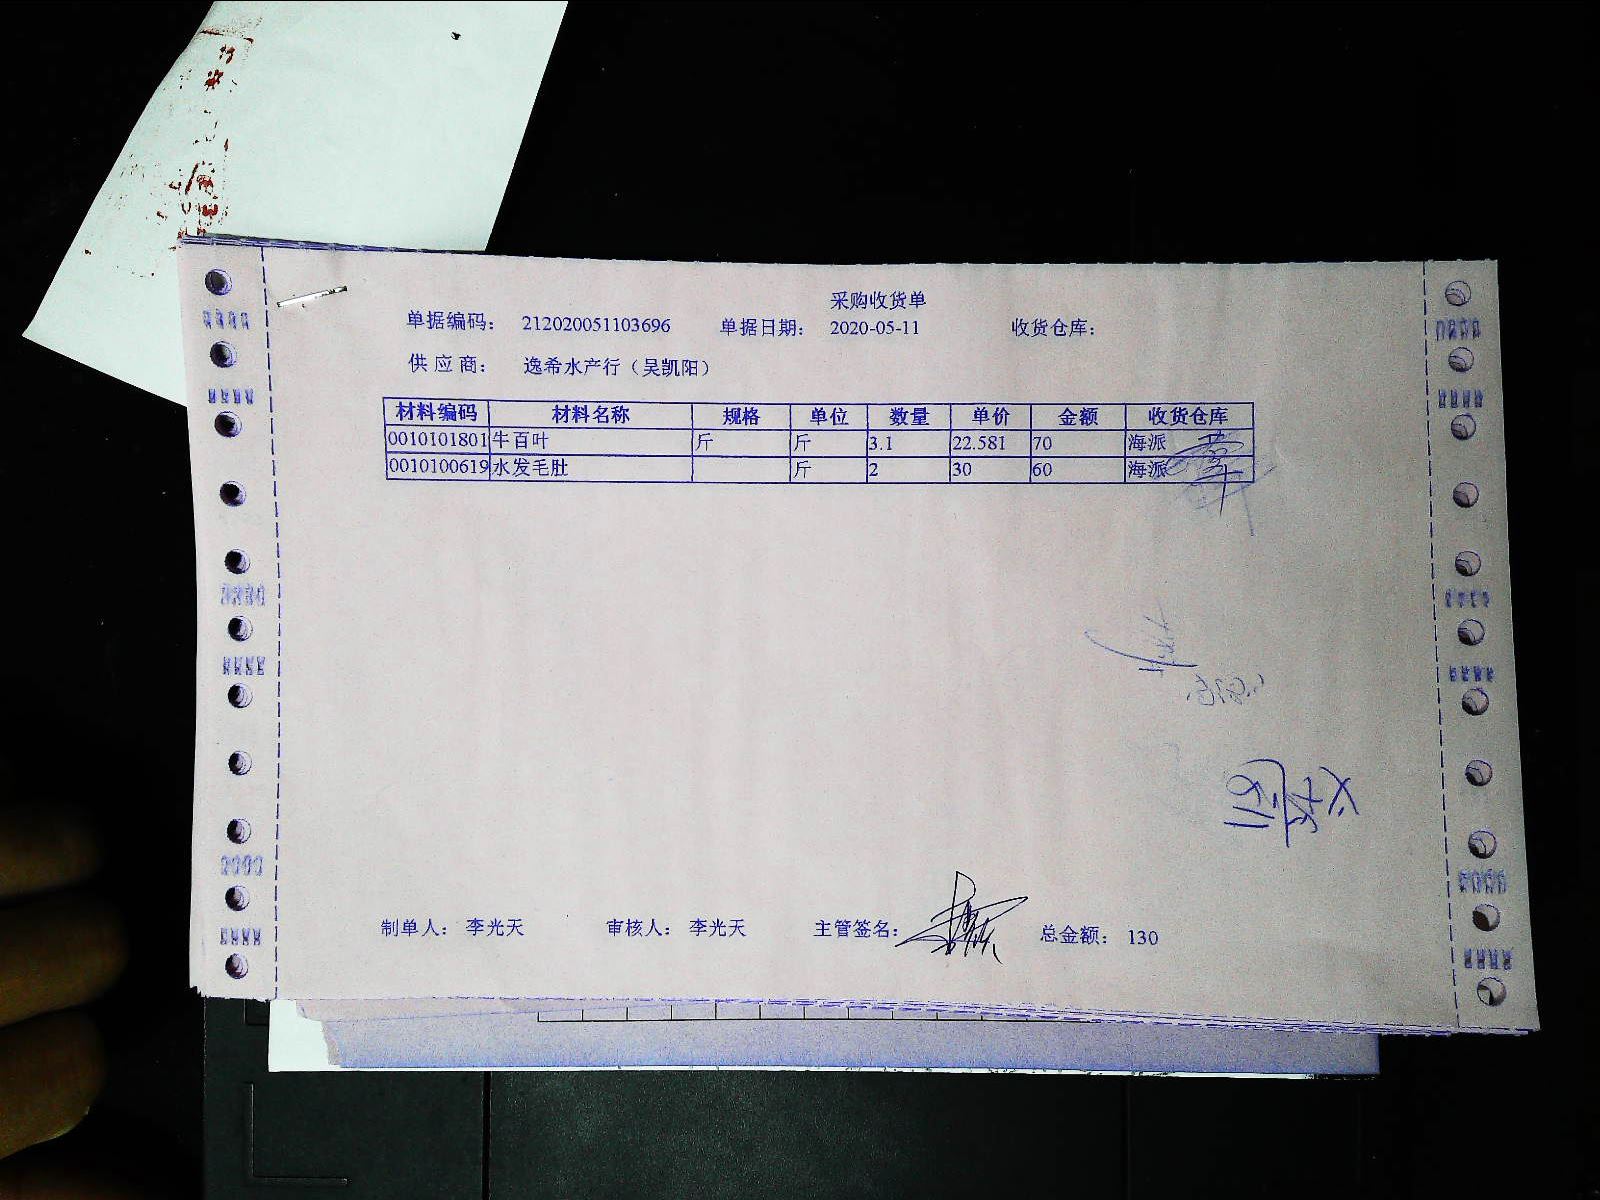 采购收货单
单据编码： 212020051103696 单据日期： 2020-05-11 收货仓库：
供 应 商： 逸希水产行（吴凯阳）
材料编码 材料名称 规格 单位 数量 单价 金额 收货仓库
0010101801 牛百叶 斤 斤 3.1 22.581 70 海派
0010100619 水发毛肚 斤 2 30 60 海派
制单人： 李光天 审核人： 李光天 主管签名： 总金额： 130